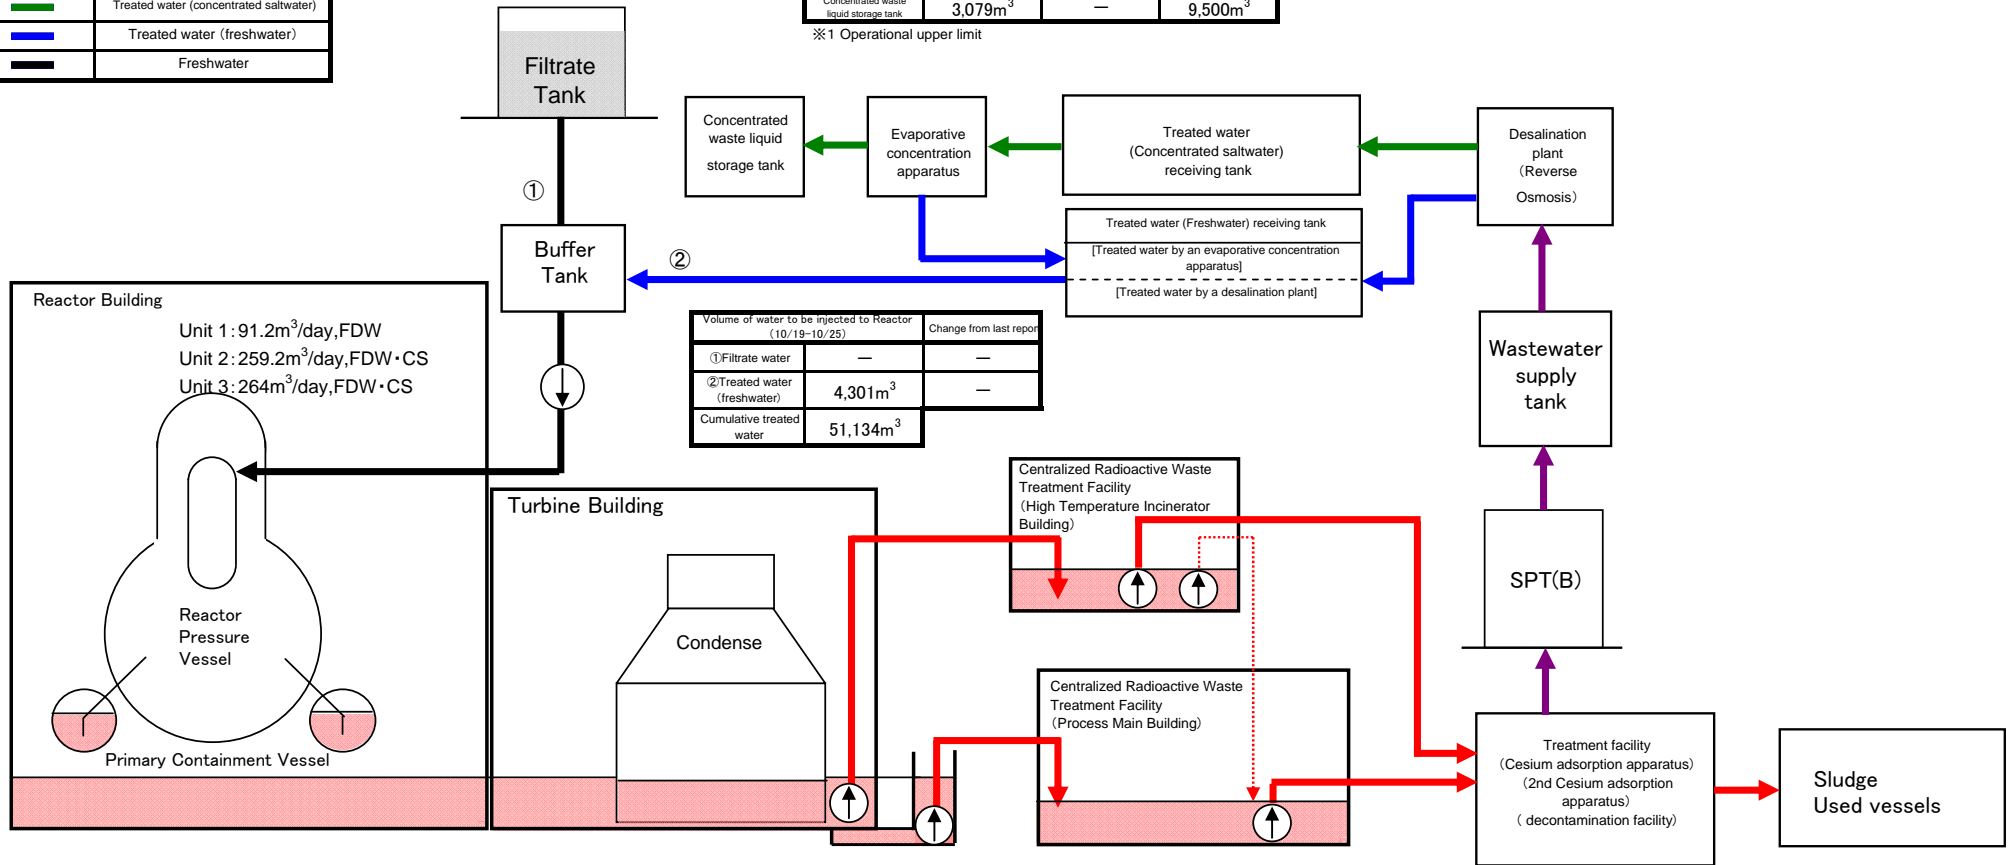 Treated water (concentrated saltwater)
Treated water (freshwater)
Freshwater
Concentrated waste
liquid storage tank
3,079m³
—
9,500m³
※1 Operational upper limit
Filtrate
Tank
①
Buffer
Tank
②
Concentrated
waste liquid
storage tank
Evaporative
concentration
apparatus
Treated water
(Concentrated saltwater)
receiving tank
Desalination
plant
(Reverse
Osmosis)
Treated water (Freshwater) receiving tank
[Treated water by an evaporative concentration
apparatus]
[Treated water by a desalination plant]
Reactor Building
Unit 1:91.2m³/day,FDW
Unit 2:259.2m³/day,FDW・CS
Unit 3:264m³/day,FDW・CS
Volume of water to be injected to Reactor
(10/19-10/25)
Change from last repor
①Filtrate water
—
—
②Treated water
(freshwater)
4,301m³
—
Cumulative treated
water
51,134m³
Wastewater
supply
tank
Turbine Building
Condense
Centralized Radioactive Waste
Treatment Facility
(High Temperature Incinerator
Building)
SPT(B)
Reactor
Pressure
Vessel
Primary Containment Vessel
Centralized Radioactive Waste
Treatment Facility
(Process Main Building)
Treatment facility
(Cesium adsorption apparatus)
(2nd Cesium adsorption
apparatus)
( decontamination facility)
Sludge
Used vessels